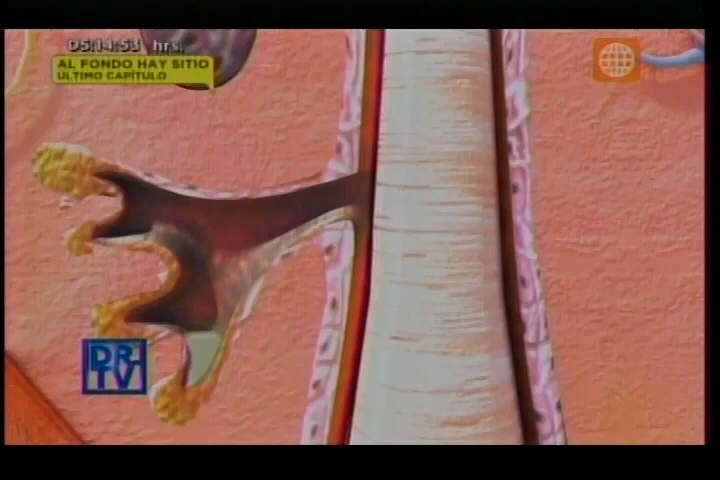 05:14:53 hrs.
AL FONDO HAY SITIO
ÚLTIMO CAPÍTULO
DR.
TV